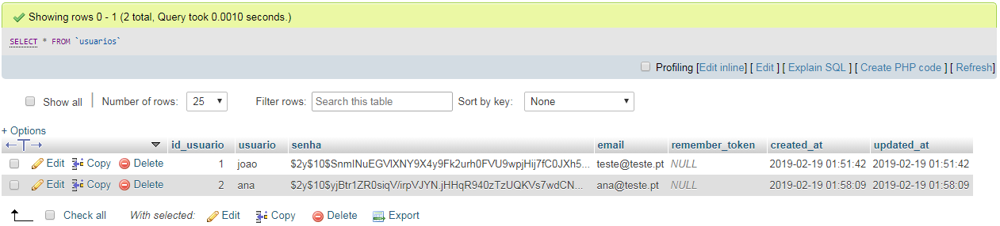 Showing rows 0 - 1 (2 total, Query took 0.0010 seconds.)
SELECT * FROM `usuarios`
Profiling [Edit inline] [ Edit ] [ Explain SQL ] [ Create PHP code ] [ Refresh]
Show all | Number of rows: 25 Filter rows: Search this table Sort by key: None
+ Options
id_usuario usuario senha email remember_token created_at updated_at
Edit Copy Delete 1 joao $2y$10$SnmINuEGVlXNY9X4y9Fk2urh0FVU9wpjHij7fC0JXh5... teste@teste.pt NULL 2019-02-19 01:51:42 2019-02-19 01:51:42
Edit Copy Delete 2 ana $2y$10$yjBtr1ZR0siqV/irpVJYN.jHHqR940zTzUQKVs7wdCN... ana@teste.pt NULL 2019-02-19 01:58:09 2019-02-19 01:58:09
Check all With selected: Edit Copy Delete Export